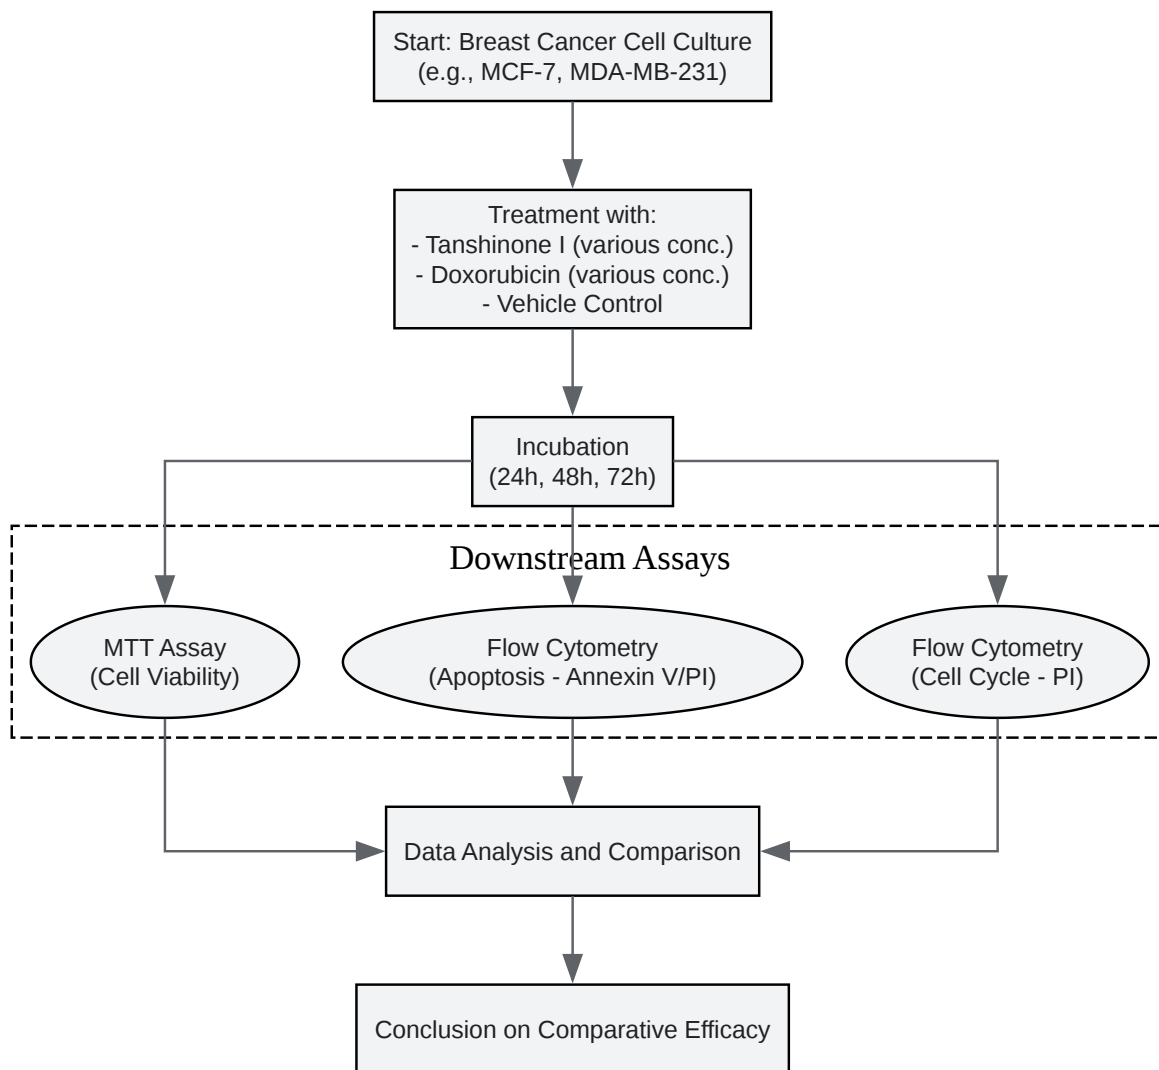 Start: Breast Cancer Cell Culture
(e.g., MCF-7, MDA-MB-231)
Treatment with:
- Tanshinone I (various conc.)
- Doxorubicin (various conc.)
- Vehicle Control
Incubation
(24h, 48h, 72h)
Downstream Assays
MTT Assay
(Cell Viability)
Flow Cytometry
(Apoptosis - Annexin V/PI)
Flow Cytometry
(Cell Cycle - PI)
Data Analysis and Comparison
Conclusion on Comparative Efficacy